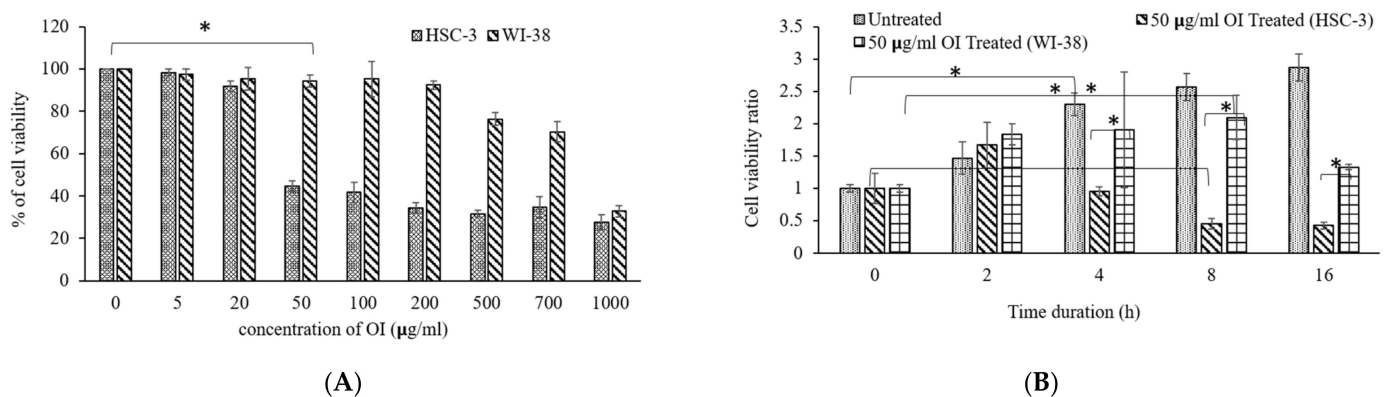 120
100
80
60
40
20
0
% of cell viability
*
HSC-3 WI-38
0 5 20 50 100 200 500 700 1000
concentration of OI (μg/ml)
(A)
3.5
3
2.5
2
1.5
1
0.5
0
Cell viability ratio
Untreated
50 μg/ml OI Treated (HSC-3)
50 μg/ml OI Treated (WI-38)
*
* *
*
*
*
0 2 4 8 16
Time duration (h)
(B)